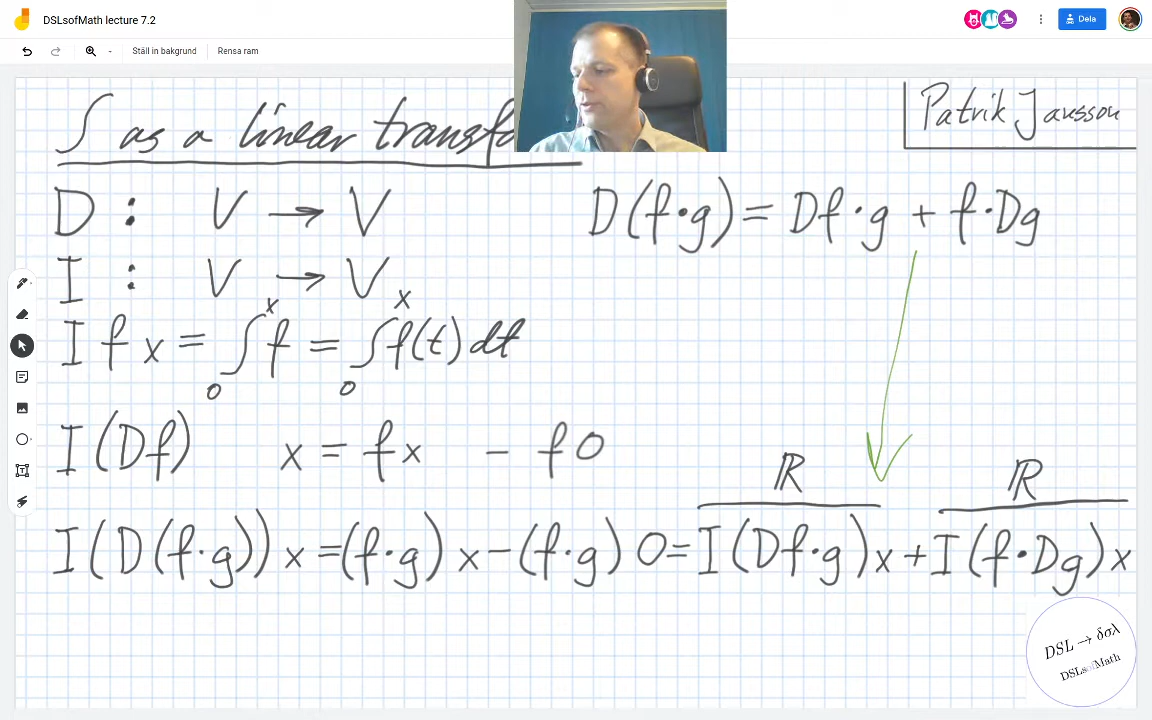 DSLsofMath lecture 7.2
Dela
Ställ in bakgrund Rensa ram
∫ as a linear
Patrik Jansson
D : V → V
D(f·g) = Df·g + f·Dg
I : V → V
I f x = ∫₀ˣ f = ∫₀ˣ f(t) dt
I(Df) x = f x − f 0
ℝ ℝ
I(D(f·g)) x = (f·g) x − (f·g) 0 = I(Df·g) x + I(f·Dg) x
DSL → δσλ
DSLsofMath